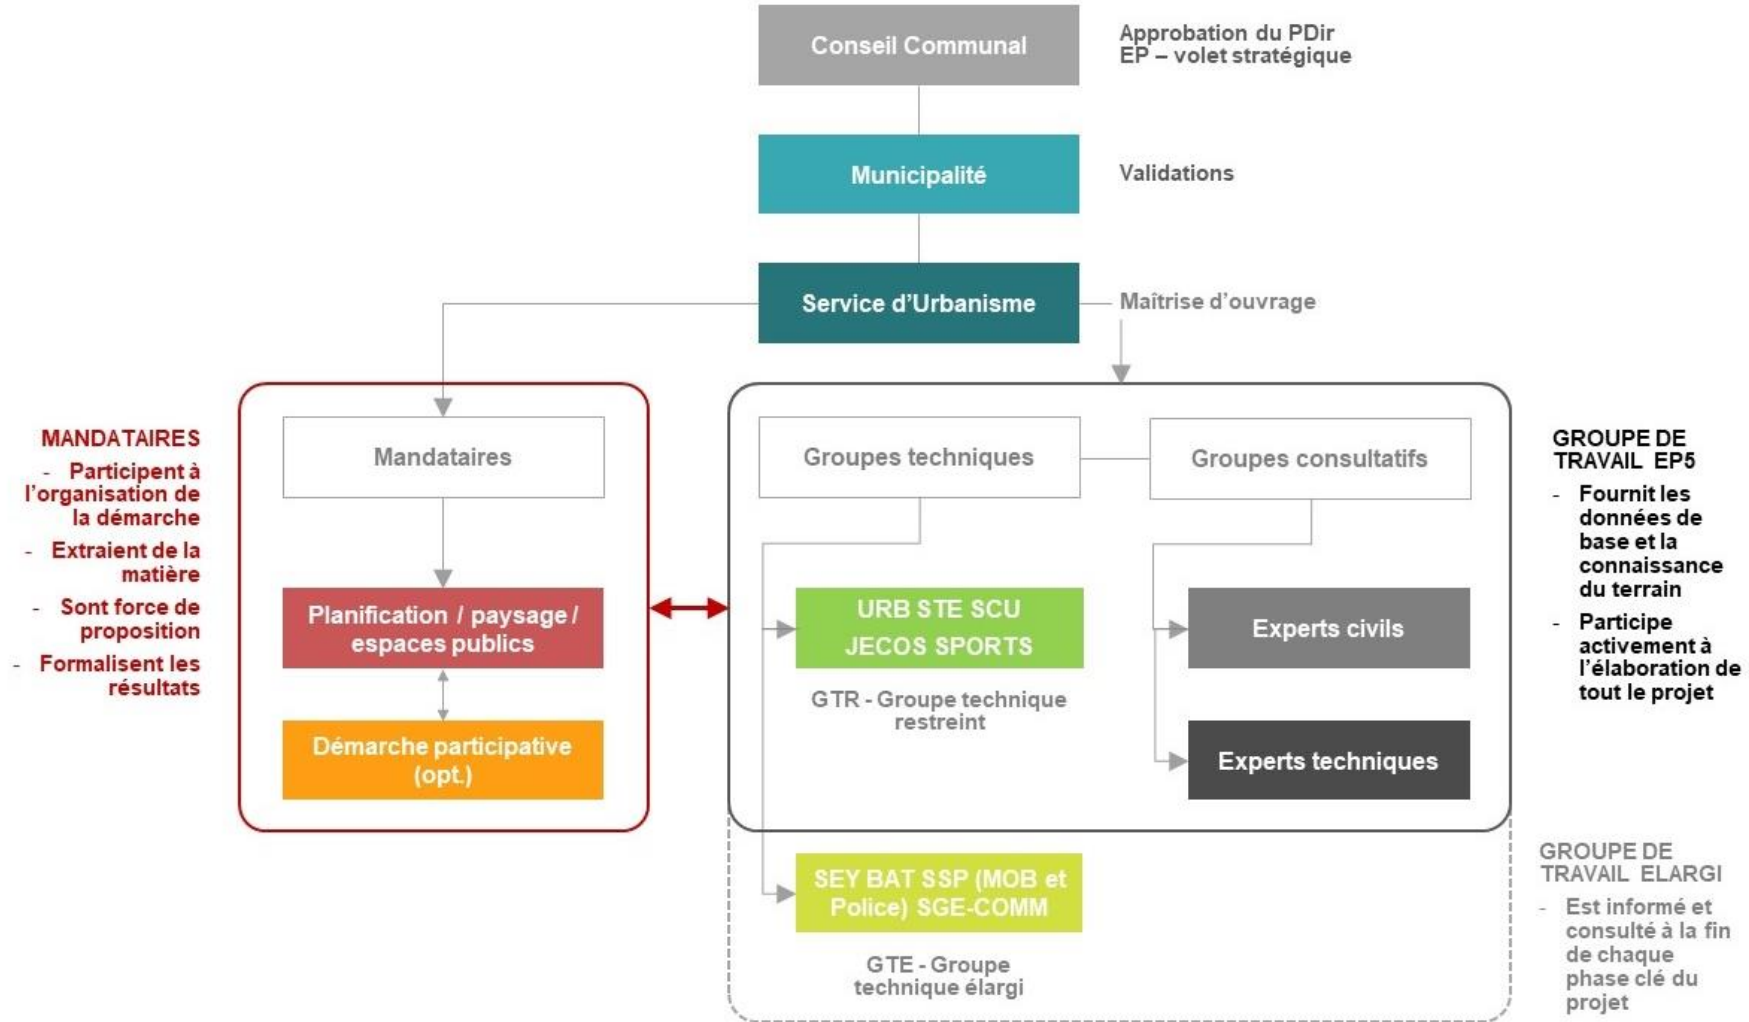 Conseil Communal
Approbation du PDir
EP – volet stratégique
Municipalité
Validations
Service d'Urbanisme
Maîtrise d'ouvrage
MANDATAIRES
- Participent à
l'organisation de
la démarche
- Extraient de la
matière
- Sont force de
proposition
- Formalisent les
résultats
Mandataires
Planification / paysage /
espaces publics
Démarche participative
(opt.)
Groupes techniques
Groupes consultatifs
URB STE SCU
JECOS SPORTS
GTR - Groupe technique
restreint
Experts civils
Experts techniques
GROUPE DE
TRAVAIL EP5
- Fournit les
données de
base et la
connaissance
du terrain
- Participe
activement à
l'élaboration de
tout le projet
SEY BAT SSP (MOB et
Police) SGE-COMM
GTE - Groupe
technique élargi
GROUPE DE
TRAVAIL ELARGI
- Est informé et
consulté à la fin
de chaque
phase clé du
projet